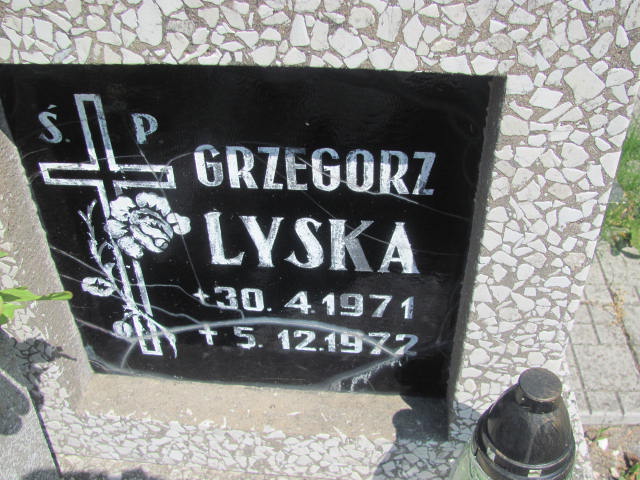 Ś. P.
GRZEGORZ
LYSKA
+30. 4.1971
+ 5. 12.1972